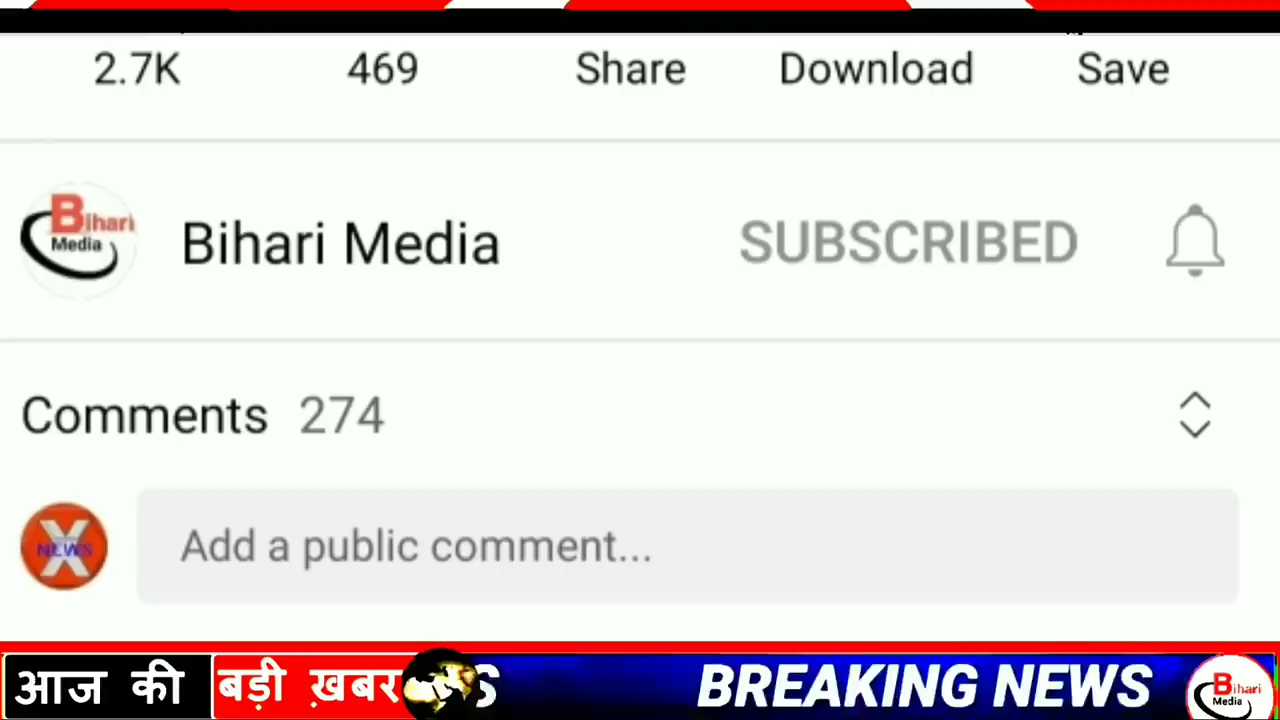 2.7K 469 Share Download Save
Bihari Media
Bihari Media SUBSCRIBED
Comments 274
NEWS X
Add a public comment...
आज की बड़ी ख़बर S BREAKING NEWS
Bihari Media